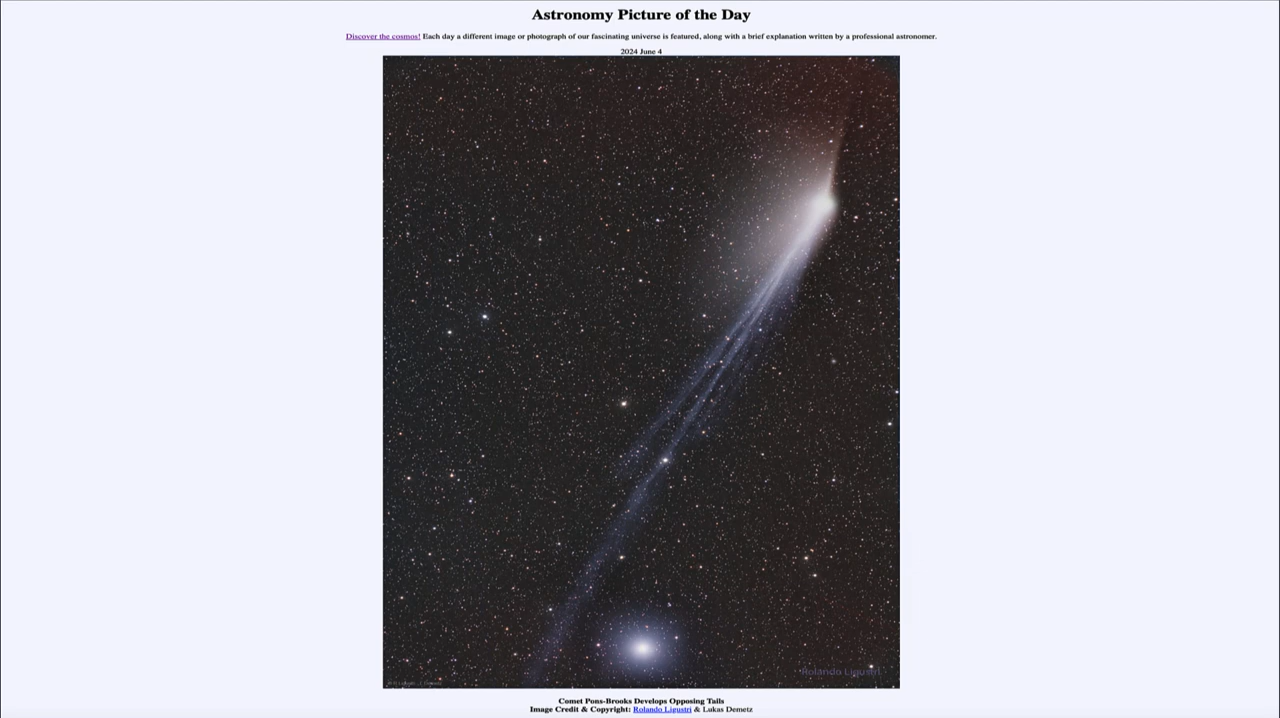 Astronomy Picture of the Day
Discover the cosmos! Each day a different image or photograph of our fascinating universe is featured, along with a brief explanation written by a professional astronomer.
2024 June 4
Rolando Ligustri
Comet Pons-Brooks Develops Opposing Tails
Image Credit & Copyright: Rolando Ligustri & Lukas Demetz